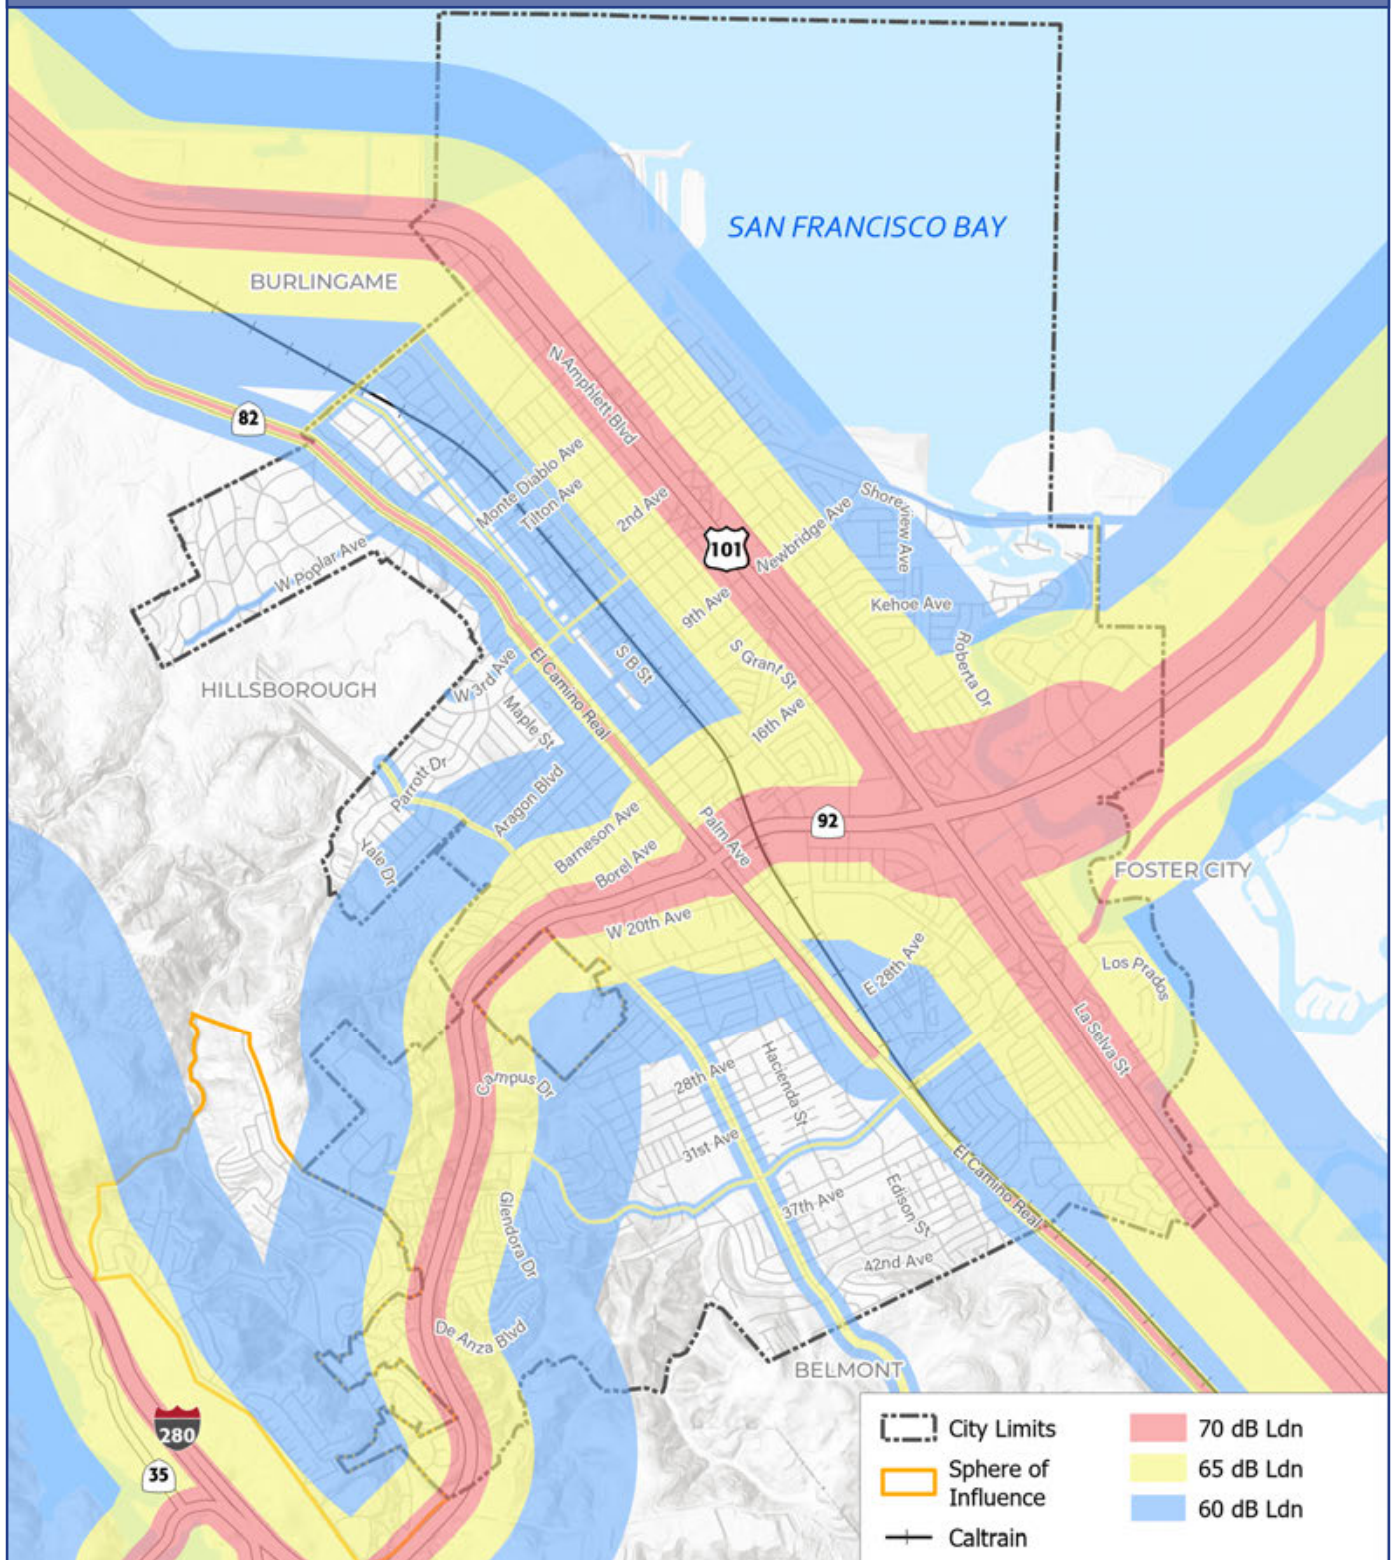 SAN FRANCISCO BAY
BURLINGAME
N Amphlett Blvd
82
Monte Diablo Ave
Tilton Ave
2nd Ave
101
Newbridge Ave
Shoreview Ave
W Poplar Ave
9th Ave
Kehoe Ave
HILLSBOROUGH
W 3rd Ave
El Camino Real
S B St
S Grant St
Roberta Dr
Maple St
16th Ave
Parrott Dr
Aragon Blvd
Barneson Ave
Palm Ave
92
Yale Dr
Borel Ave
FOSTER CITY
W 20th Ave
E 28th Ave
Los Prados
La Selva St
Campus Dr
28th Ave
Hacienda St
31st Ave
El Camino Real
37th Ave
Edison St
Glendora Dr
42nd Ave
De Anza Blvd
BELMONT
280
35
City Limits
Sphere of
Influence
Caltrain
70 dB Ldn
65 dB Ldn
60 dB Ldn